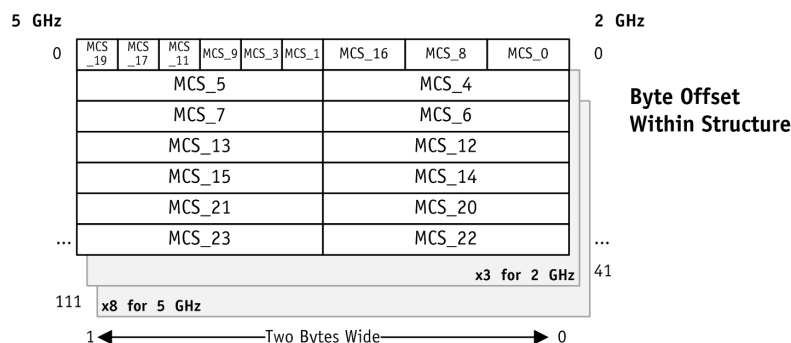 5 GHz
2 GHz
0
MCS_19 MCS_17 MCS_11 MCS_9 MCS_3 MCS_1 MCS_16 MCS_8 MCS_0
0
MCS_5 MCS_4
Byte Offset
Within Structure
MCS_7 MCS_6
MCS_13 MCS_12
MCS_15 MCS_14
MCS_21 MCS_20
... MCS_23 MCS_22 ...
x3 for 2 GHz 41
111 x8 for 5 GHz
1 Two Bytes Wide 0